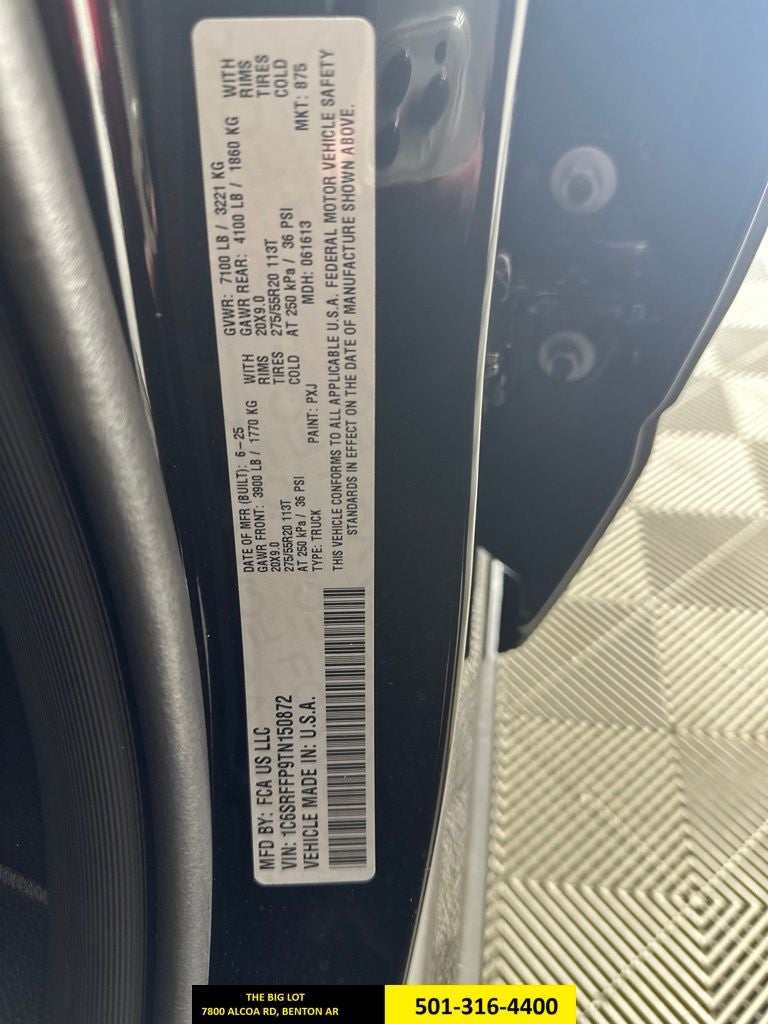 MFD BY: FCA US LLC
VIN: 1C6SRFFP9TN150872
VEHICLE MADE IN: U.S.A.
DATE OF MFR (BUILT): 6-25
GVWR: 7100 LB / 3221 KG
GAWR FRONT: 3900 LB / 1770 KG WITH
GAWR REAR: 4100 LB / 1860 KG WITH
20X9.0 RIMS
20X9.0 RIMS
275/55R20 113T TIRES
275/55R20 113T TIRES
AT 250 kPa / 36 PSI COLD
AT 250 kPa / 36 PSI COLD
TYPE: TRUCK PAINT: PXJ MDH: 061613 MKT: 875
THIS VEHICLE CONFORMS TO ALL APPLICABLE U.S.A. FEDERAL MOTOR VEHICLE SAFETY
STANDARDS IN EFFECT ON THE DATE OF MANUFACTURE SHOWN ABOVE.
THE BIG LOT
7800 ALCOA RD, BENTON AR
501-316-4400